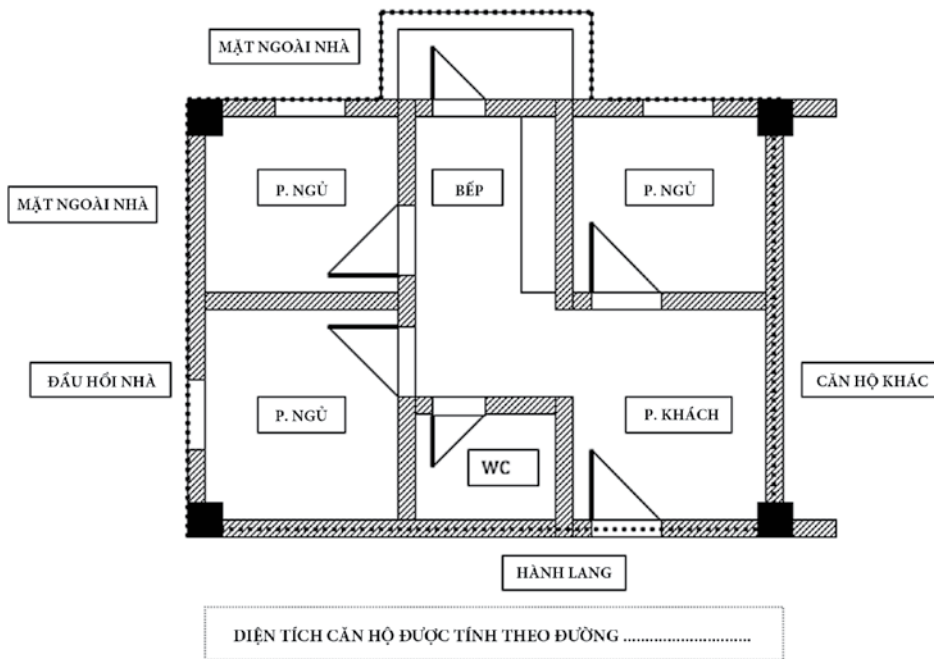 MẶT NGOÀI NHÀ
P. NGỦ
BẾP
P. NGỦ
MẶT NGOÀI NHÀ
ĐẦU HỒI NHÀ
CĂN HỘ KHÁC
P. NGỦ
P. KHÁCH
WC
HÀNH LANG
DIỆN TÍCH CĂN HỘ ĐƯỢC TÍNH THEO ĐƯỜNG ..............................